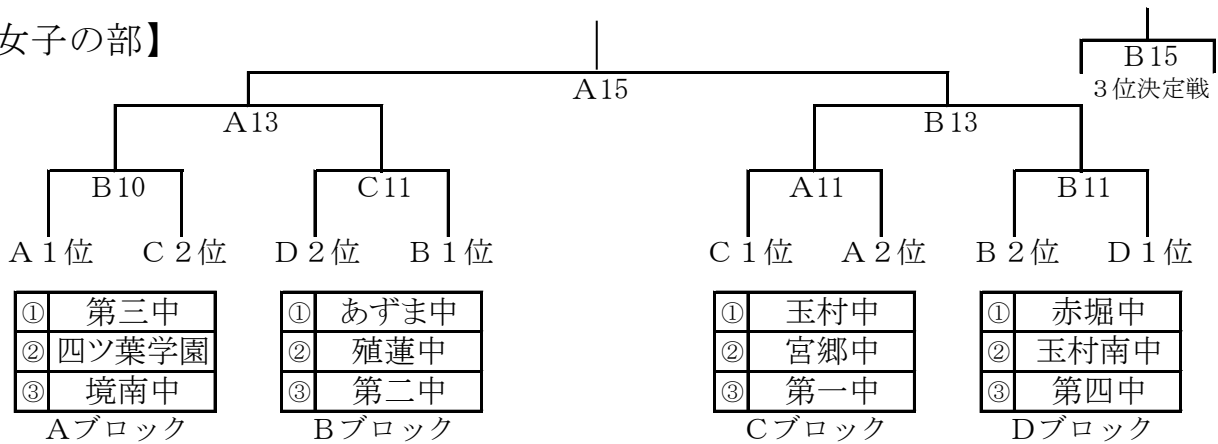 女子の部】
B15
A15
3位決定戦
A13 B13
B10 C11 A11 B11
A1位 C2位 D2位 B1位 C1位 A2位 B2位 D1位
① 第三中 ① あずま中 ① 玉村中 ① 赤堀中
② 四ツ葉学園 ② 殖蓮中 ② 宮郷中 ② 玉村南中
③ 境南中 ③ 第二中 ③ 第一中 ③ 第四中
Aブロック Bブロック Cブロック Dブロック